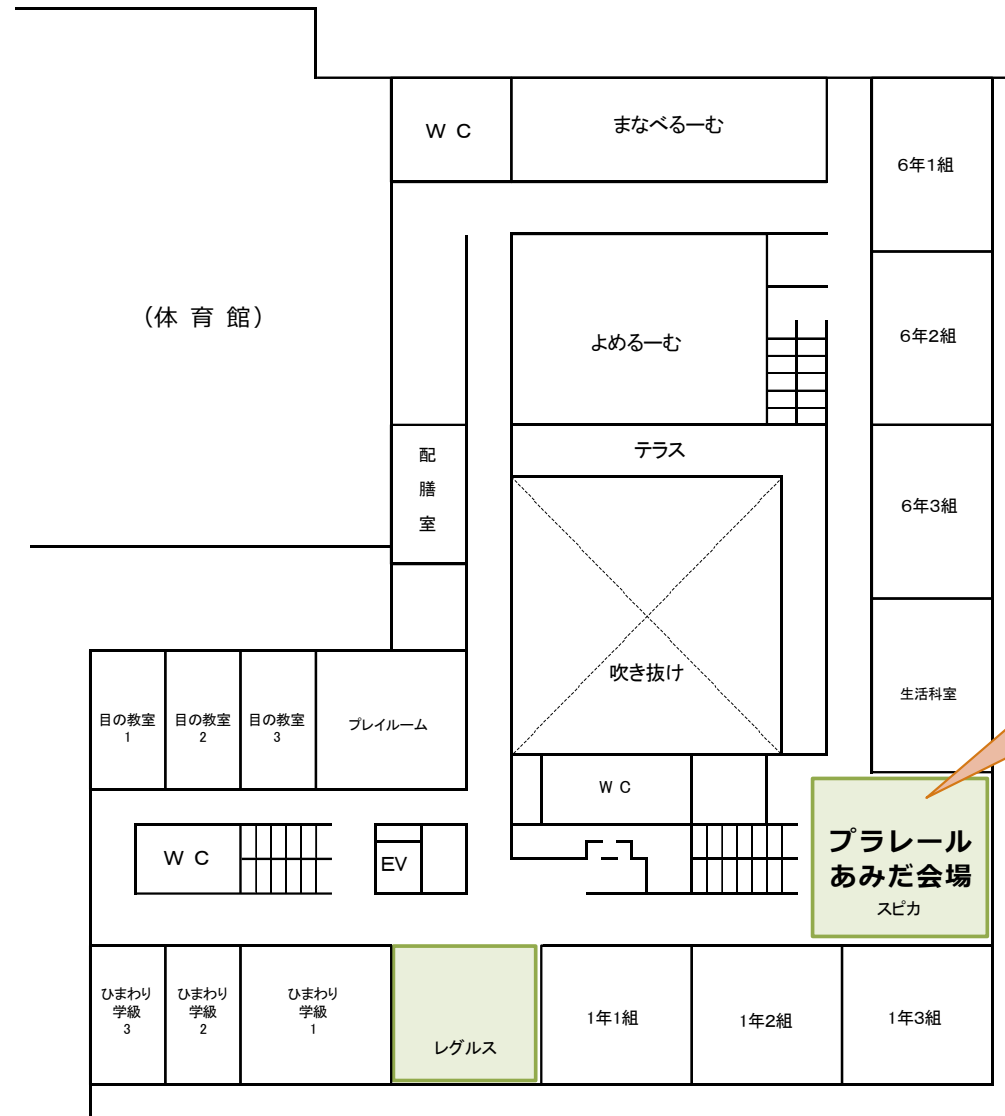 ＷＣ
まなべるーむ
6年1組
（体育館）
よめるーむ
6年2組
テラス
配
膳
室
6年3組
吹き抜け
生活科室
目の教室
1
目の教室
2
目の教室
3
プレイルーム
ＷＣ
ＷＣ
EV
プラレール
あみだ会場
スピカ
ひまわり
学級
3
ひまわり
学級
2
ひまわり
学級
1
レグルス
1年1組
1年2組
1年3組